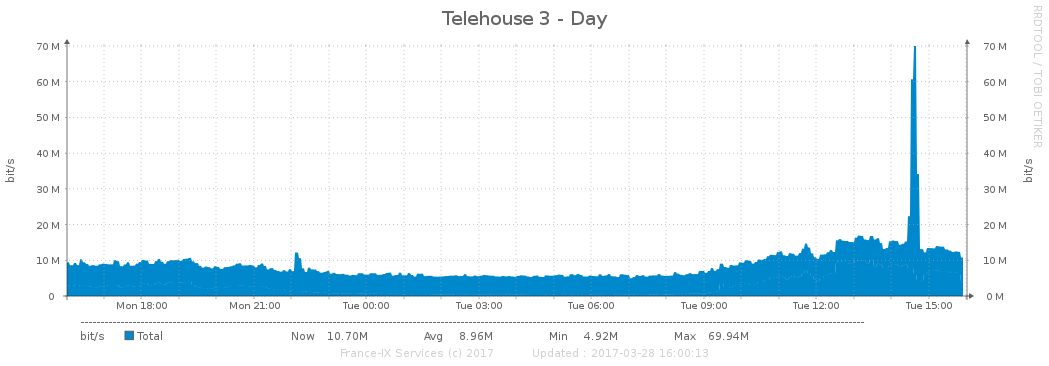 Telehouse 3 - Day
RRDTOOL / TOBI OETIKER
bit/s
70 M 70 M
60 M 60 M
50 M 50 M
40 M 40 M
30 M 30 M
20 M 20 M
10 M 10 M
0 0 M
bit/s
Mon 18:00 Mon 21:00 Tue 00:00 Tue 03:00 Tue 06:00 Tue 09:00 Tue 12:00 Tue 15:00
bit/s Total Now 10.70M Avg 8.96M Min 4.92M Max 69.94M
France-IX Services (c) 2017 Updated : 2017-03-28 16:00:13